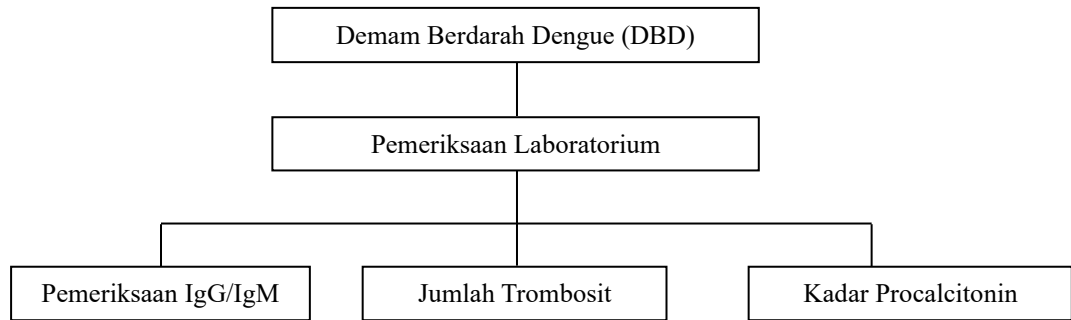 Demam Berdarah Dengue (DBD)
Pemeriksaan Laboratorium
Pemeriksaan IgG/IgM
Jumlah Trombosit
Kadar Procalcitonin